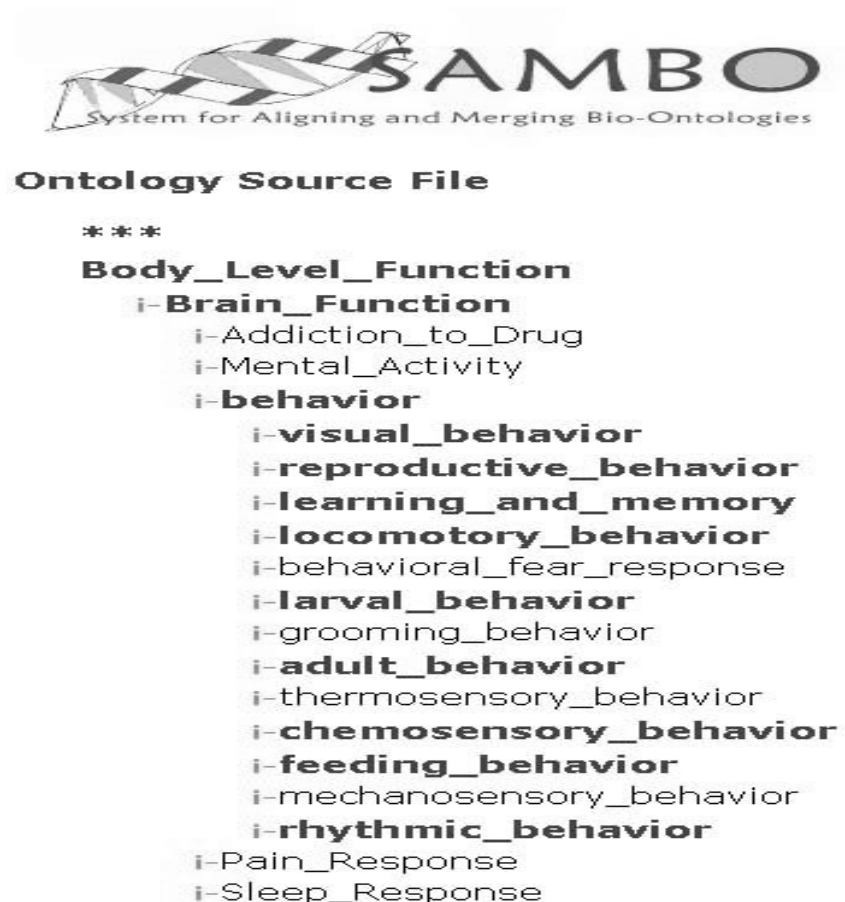 SAMBO
System for Aligning and Merging Bio-Ontologies
Ontology Source File
***
Body_Level_Function
i-Brain_Function
i-Addiction_to_Drug
i-Mental_Activity
i-behavior
i-visual_behavior
i-reproductive_behavior
i-learning_and_memory
i-locomotory_behavior
i-behavioral_fear_response
i-larval_behavior
i-grooming_behavior
i-adult_behavior
i-thermosensory_behavior
i-chemosensory_behavior
i-feeding_behavior
i-mechanosensory_behavior
i-rhythmic_behavior
i-Pain_Response
i-Sleep_Response